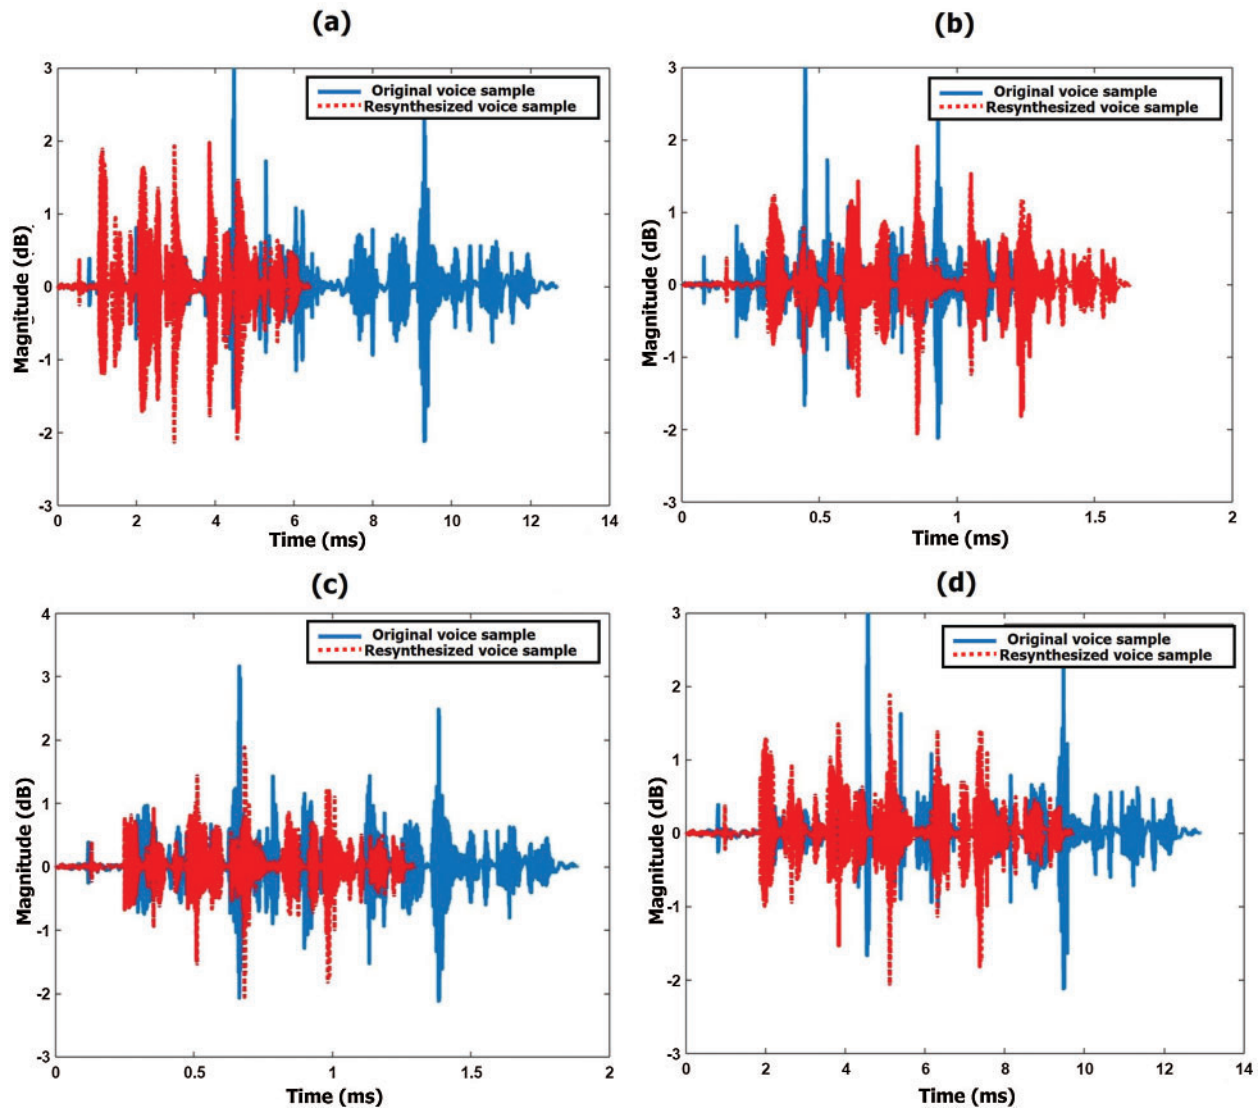 (a)
Original voice sample
Resynthesized voice sample
Magnitude (dB)
3
2
1
0
-1
-2
-3
0 2 4 6 8 10 12 14
Time (ms)
(b)
Original voice sample
Resynthesized voice sample
Magnitude (dB)
3
2
1
0
-1
-2
-3
0 0.5 1 1.5 2
Time (ms)
(c)
Original voice sample
Resynthesized voice sample
Magnitude (dB)
4
3
2
1
0
-1
-2
-3
0 0.5 1 1.5 2
Time (ms)
(d)
Original voice sample
Resynthesized voice sample
Magnitude (dB)
3
2
1
0
-1
-2
-3
0 2 4 6 8 10 12 14
Time (ms)